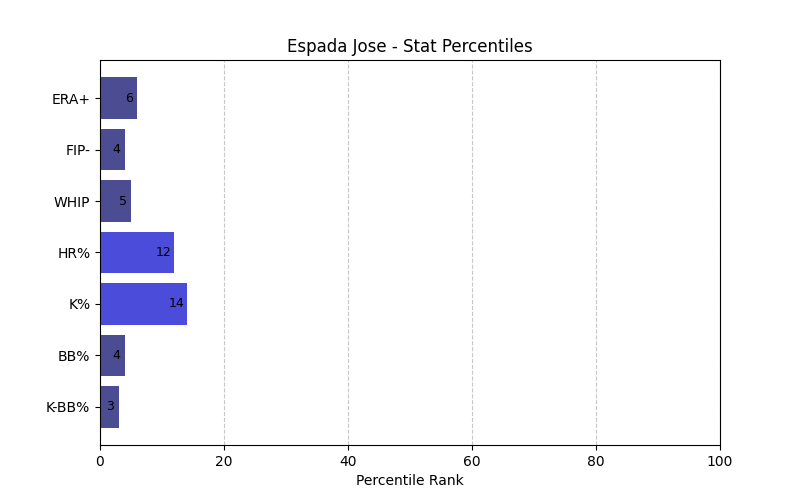 Espada Jose - Stat Percentiles
ERA+ 6
FIP- 4
WHIP 5
HR% 12
K% 14
BB% 4
K-BB% 3
0 20 40 60 80 100
Percentile Rank